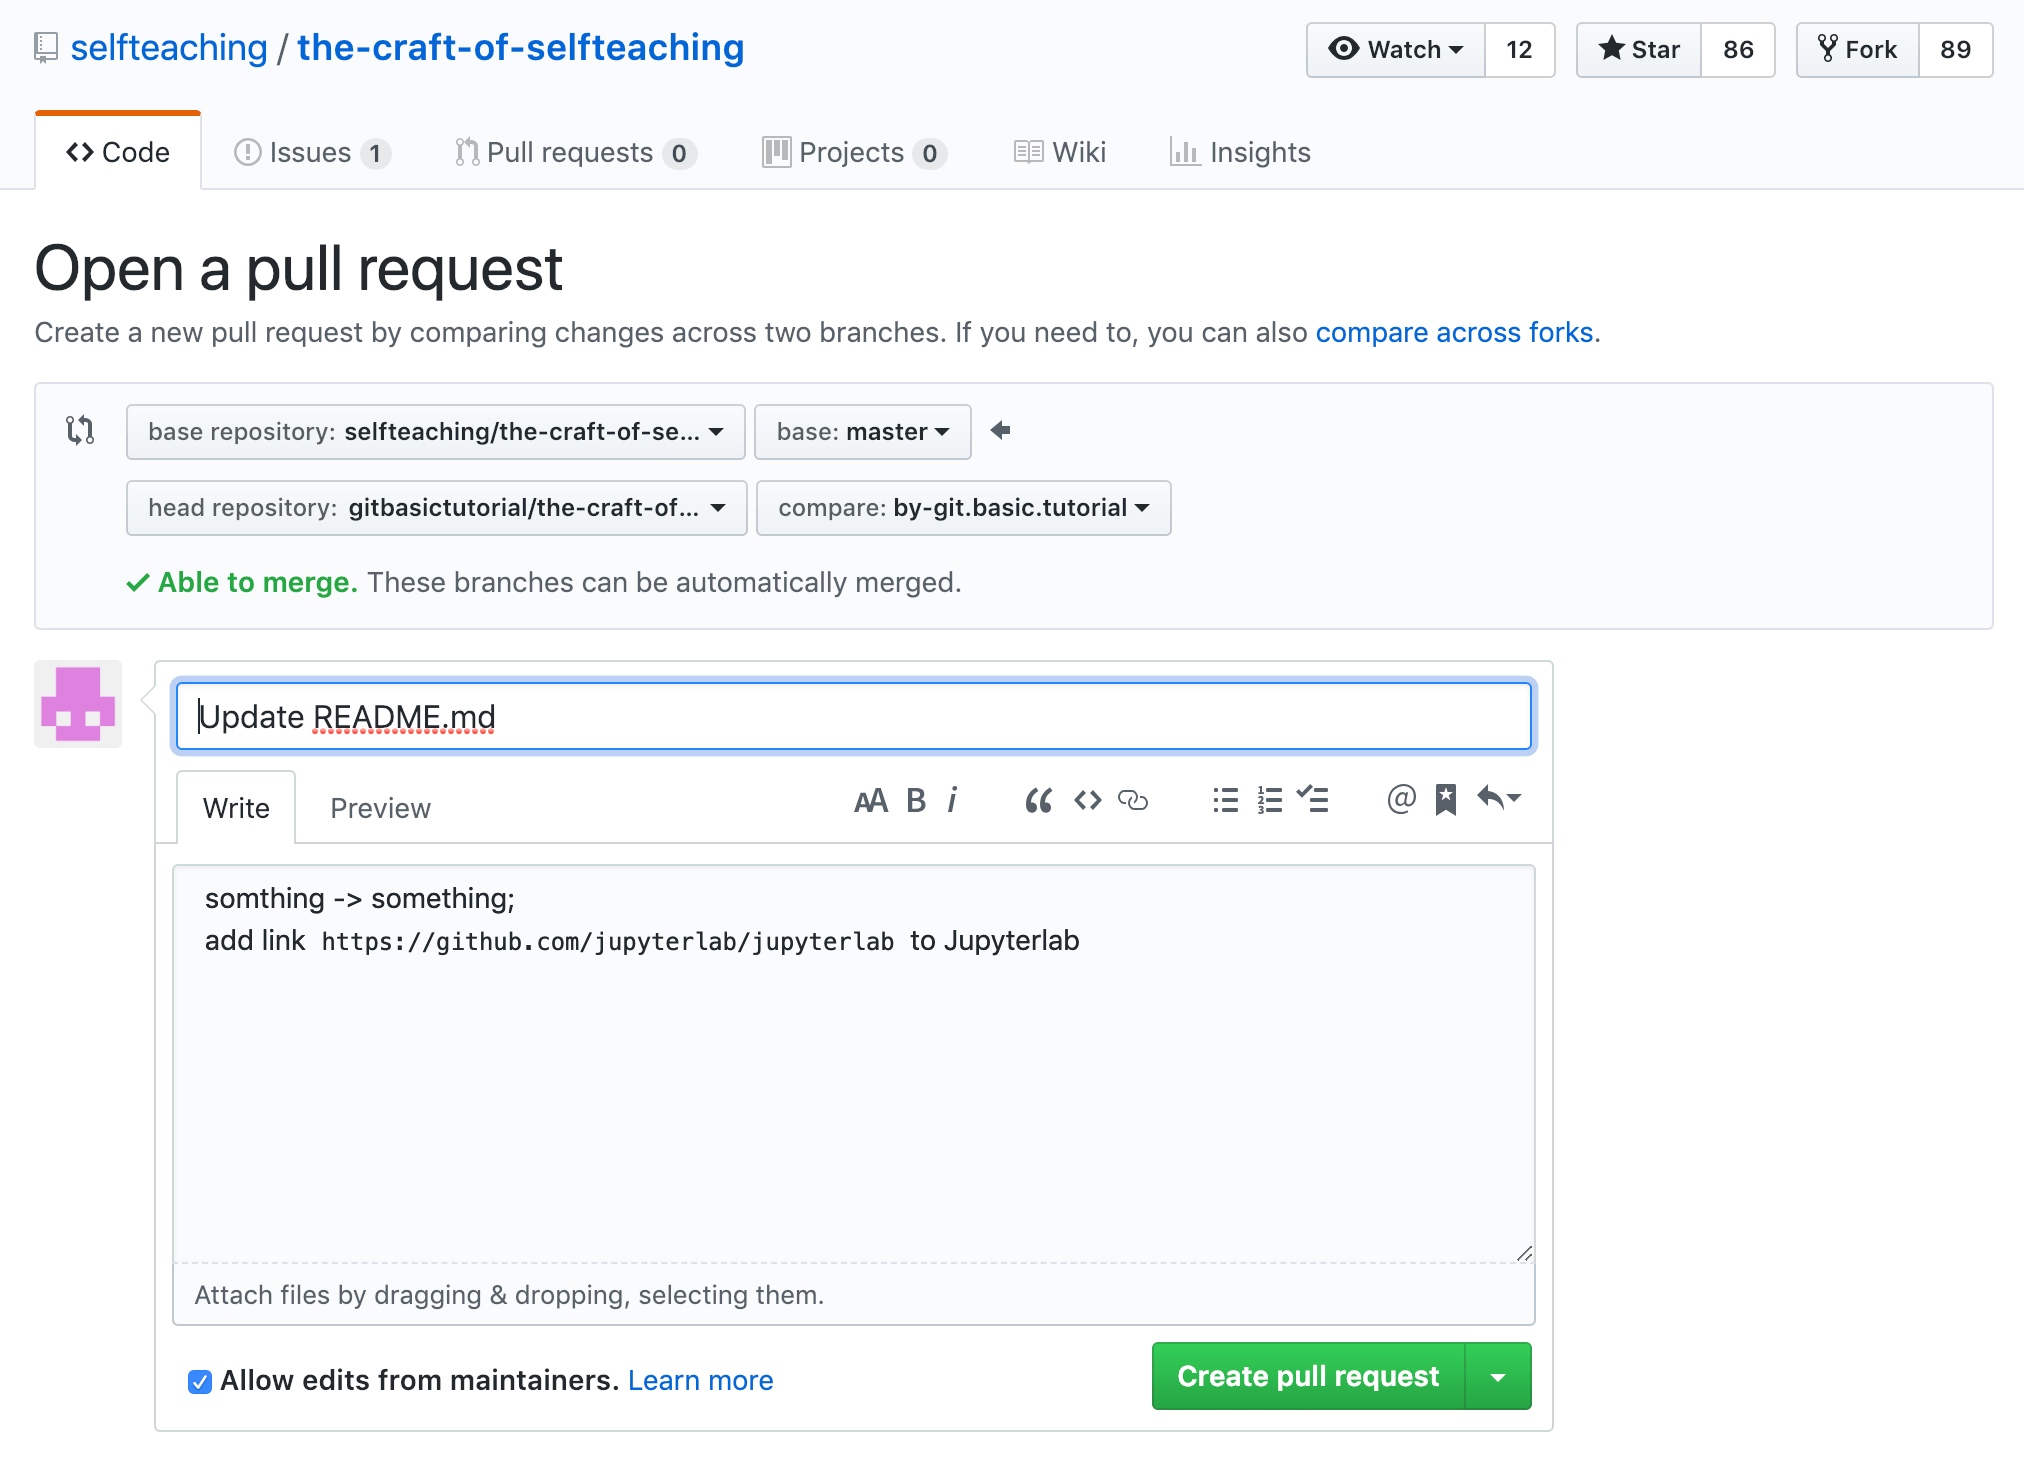 selfteaching / the-craft-of-selfteaching
Watch 12 Star 86 Fork 89
Code Issues 1 Pull requests 0 Projects 0 Wiki Insights
Open a pull request
Create a new pull request by comparing changes across two branches. If you need to, you can also compare across forks.
base repository: selfteaching/the-craft-of-se... base: master
head repository: gitbasictutorial/the-craft-of... compare: by-git.basic.tutorial
Able to merge. These branches can be automatically merged.
Update README.md
Write Preview AA B i @
somthing -> something;
add link https://github.com/jupyterlab/jupyterlab to Jupyterlab
Attach files by dragging & dropping, selecting them.
Allow edits from maintainers. Learn more Create pull request